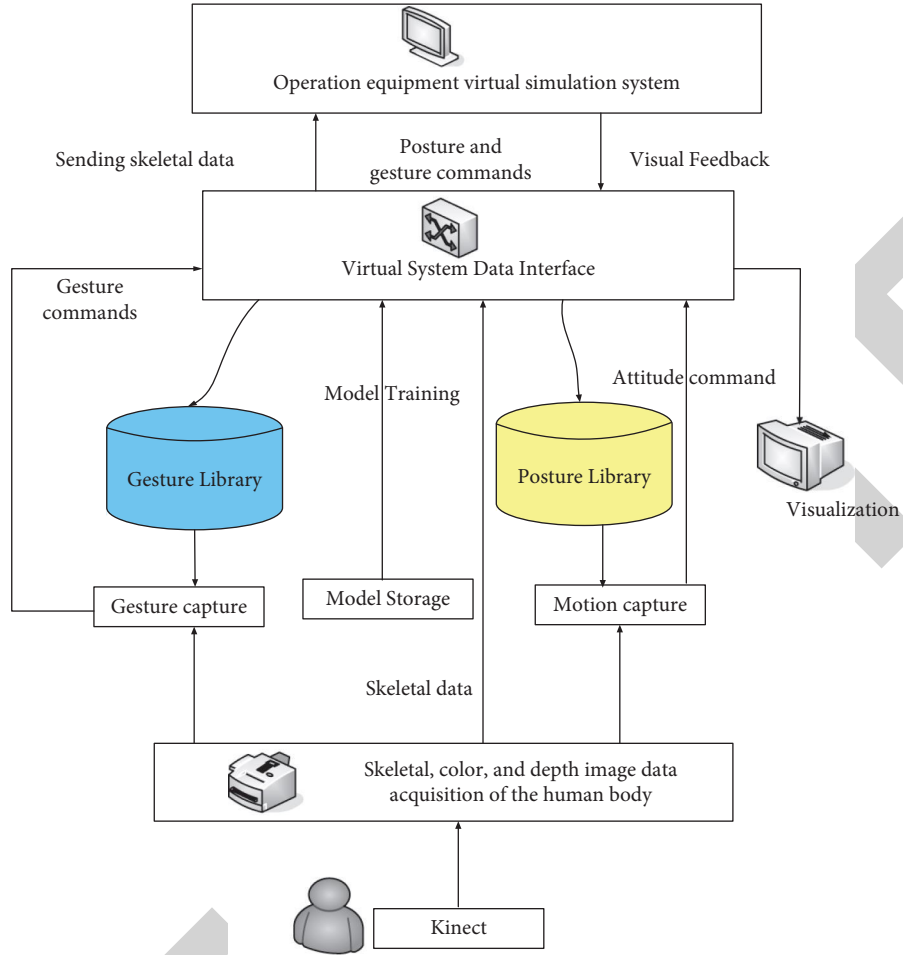 Operation equipment virtual simulation system
Sending skeletal data
Posture and
gesture commands
Visual Feedback
Virtual System Data Interface
Gesture
commands
Model Training
Attitude command
Gesture Library
Posture Library
Visualization
Gesture capture
Model Storage
Motion capture
Skeletal data
Skeletal, color, and depth image data
acquisition of the human body
Kinect